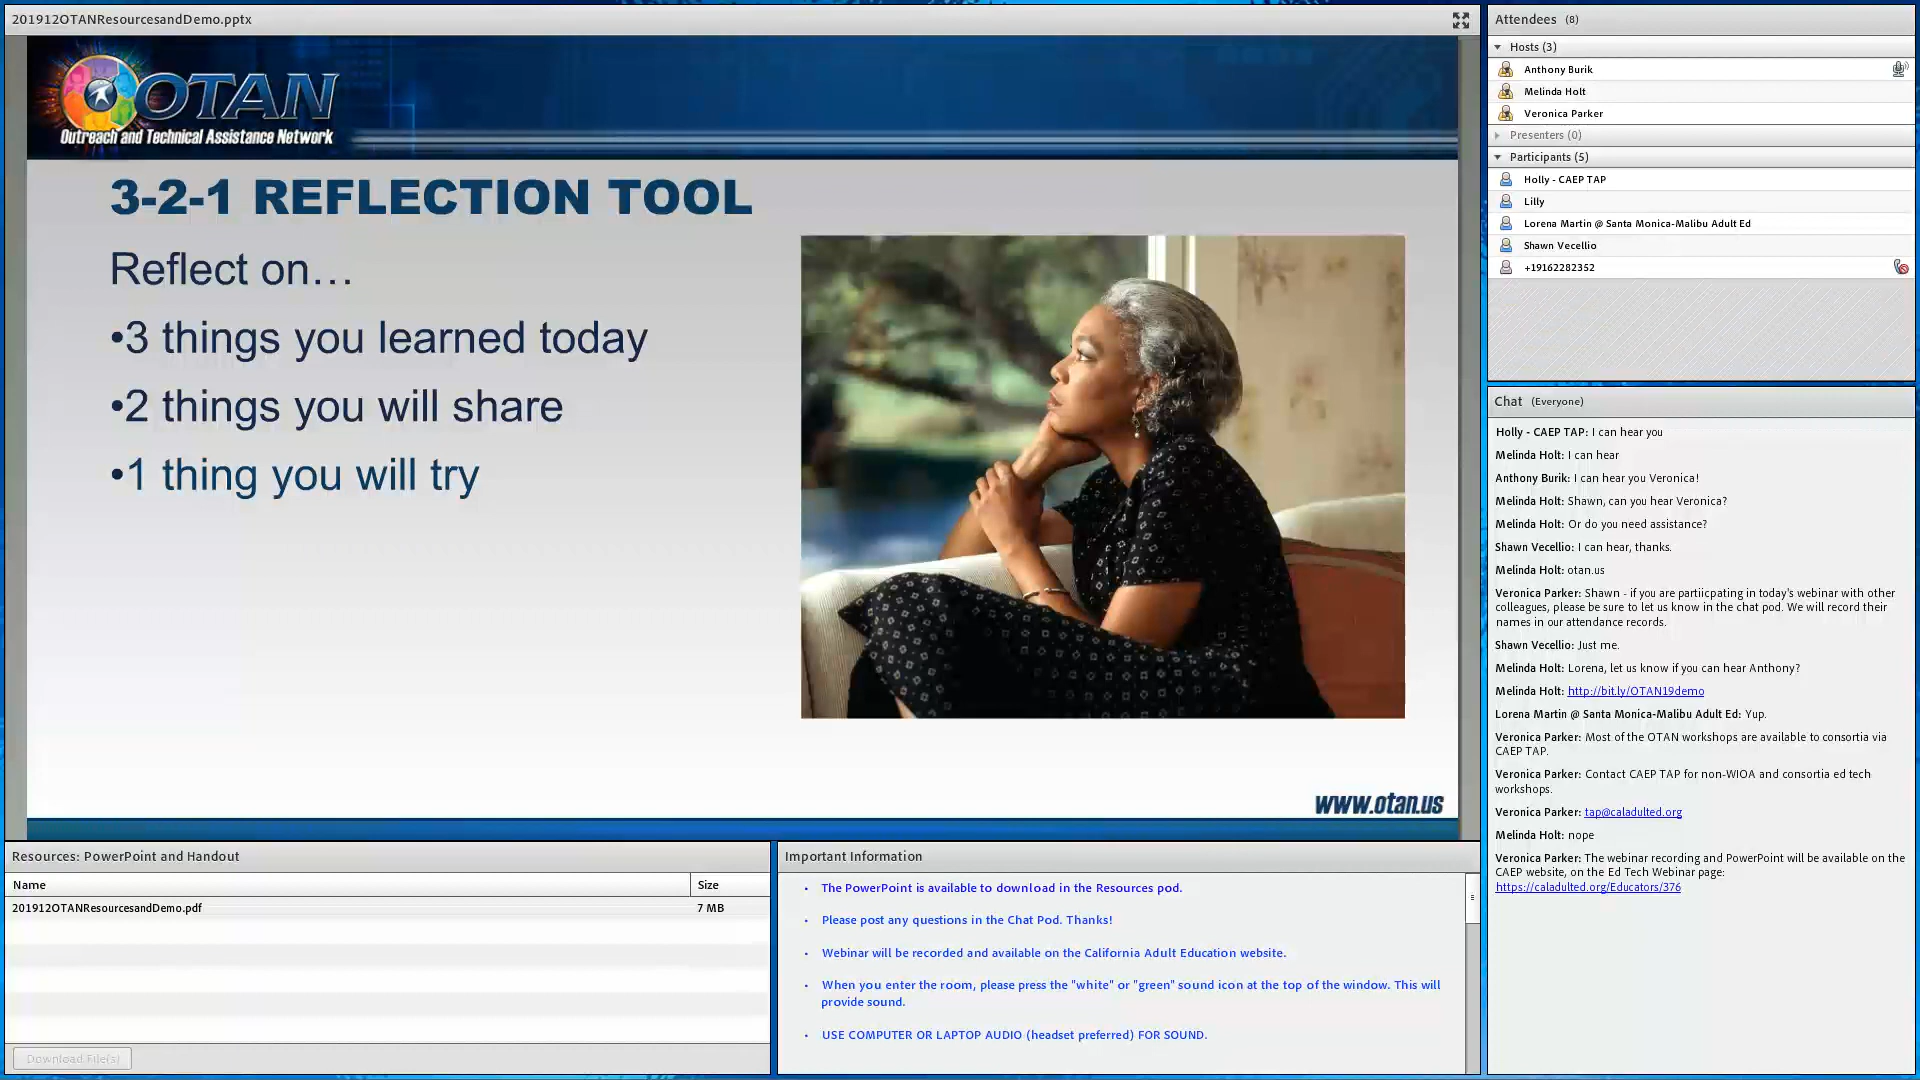 201912OTANResourcesandDemo.pptx
OTAN
Outreach and Technical Assistance Network
3-2-1 REFLECTION TOOL
Reflect on…
•3 things you learned today
•2 things you will share
•1 thing you will try
www.otan.us
Resources: PowerPoint and Handout
Name Size
201912OTANResourcesandDemo.pdf 7 MB
Download File(s)
Important Information
• The PowerPoint is available to download in the Resources pod.
• Please post any questions in the Chat Pod. Thanks!
• Webinar will be recorded and available on the California Adult Education website.
• When you enter the room, please press the "white" or "green" sound icon at the top of the window. This will
provide sound.
• USE COMPUTER OR LAPTOP AUDIO (headset preferred) FOR SOUND.
Attendees (8)
Hosts (3)
Anthony Burik
Melinda Holt
Veronica Parker
Presenters (0)
Participants (5)
Holly - CAEP TAP
Lilly
Lorena Martin @ Santa Monica-Malibu Adult Ed
Shawn Vecellio
+19162282352
Chat (Everyone)
Holly - CAEP TAP: I can hear you
Melinda Holt: I can hear
Anthony Burik: I can hear you Veronica!
Melinda Holt: Shawn, can you hear Veronica?
Melinda Holt: Or do you need assistance?
Shawn Vecellio: I can hear, thanks.
Melinda Holt: otan.us
Veronica Parker: Shawn - if you are partiicpating in today's webinar with other
colleagues, please be sure to let us know in the chat pod. We will record their
names in our attendance records.
Shawn Vecellio: Just me.
Melinda Holt: Lorena, let us know if you can hear Anthony?
Melinda Holt: http://bit.ly/OTAN19demo
Lorena Martin @ Santa Monica-Malibu Adult Ed: Yup.
Veronica Parker: Most of the OTAN workshops are available to consortia via
CAEP TAP.
Veronica Parker: Contact CAEP TAP for non-WIOA and consortia ed tech
workshops.
Veronica Parker: tap@caladulted.org
Melinda Holt: nope
Veronica Parker: The webinar recording and PowerPoint will be available on the
CAEP website, on the Ed Tech Webinar page:
https://caladulted.org/Educators/376